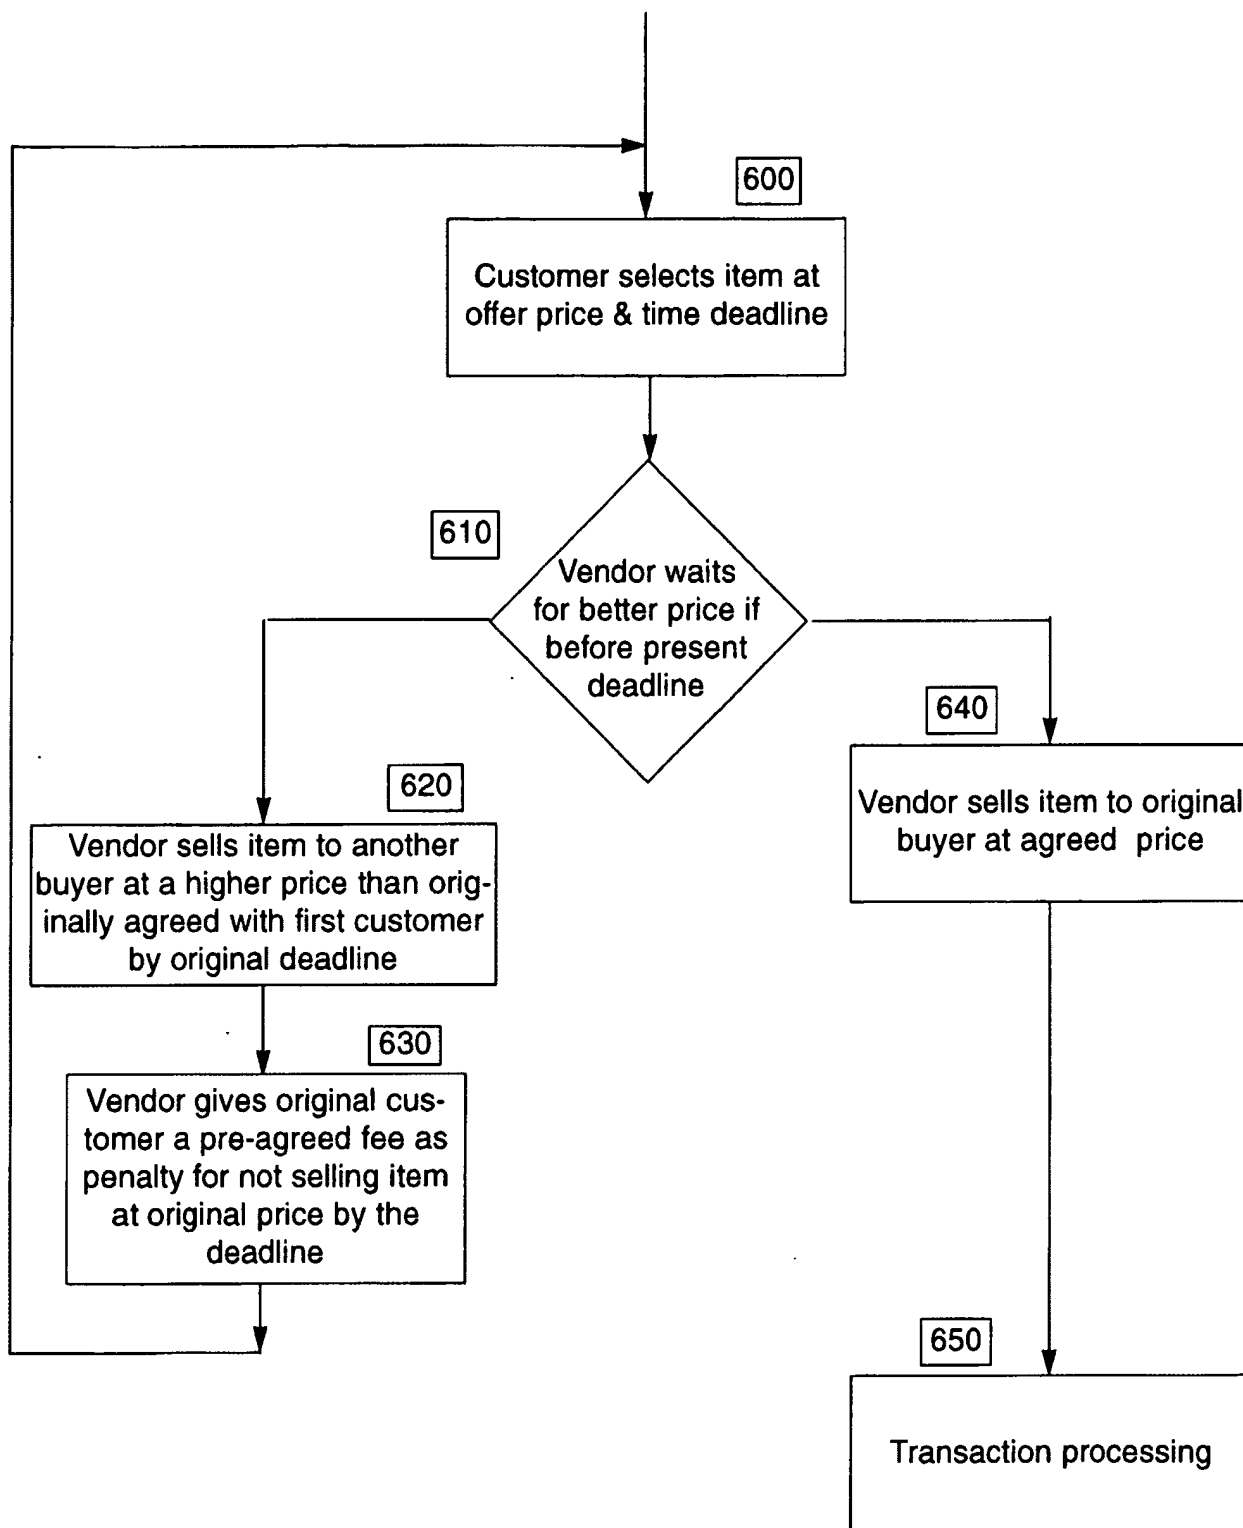 600
Customer selects item at
offer price & time deadline
610
Vendor waits
for better price if
before present
deadline
620
Vendor sells item to another
buyer at a higher price than orig-
inally agreed with first customer
by original deadline
630
Vendor gives original cus-
tomer a pre-agreed fee as
penalty for not selling item
at original price by the
deadline
640
Vendor sells item to original
buyer at agreed price
650
Transaction processing